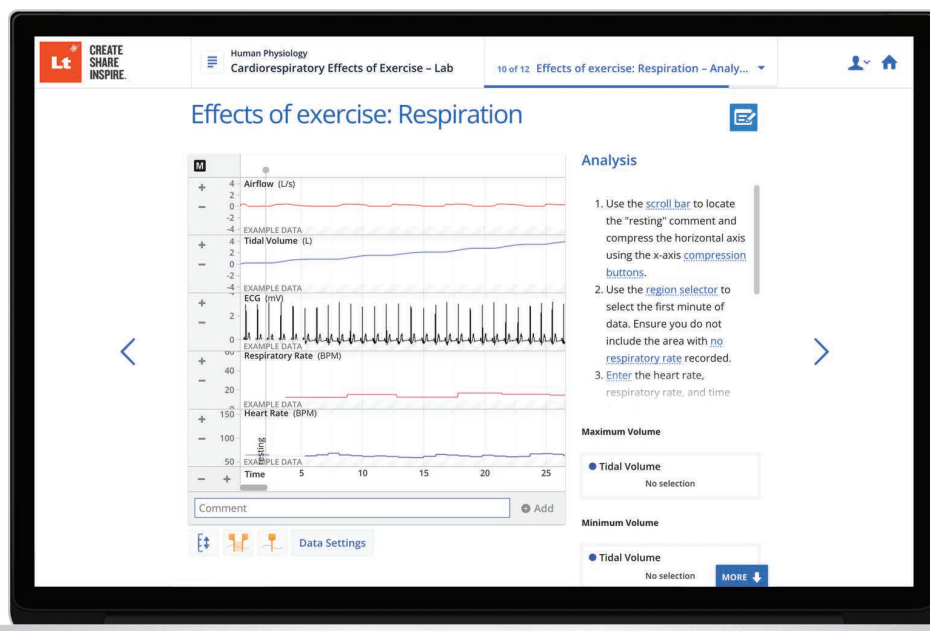 Lt
CREATE
SHARE
INSPIRE.
Human Physiology
Cardiorespiratory Effects of Exercise – Lab
10 of 12 Effects of exercise: Respiration – Analy...
Effects of exercise: Respiration
M
+
4
Airflow (L/s)
2
−
0
-2
-4
EXAMPLE DATA
+
4
Tidal Volume (L)
2
−
0
-2
-4
EXAMPLE DATA
+
ECG (mV)
2
−
0
EXAMPLE DATA
60
Respiratory Rate (BPM)
+
40
−
20
0
EXAMPLE DATA
150
Heart Rate (BPM)
+
−
100
resting
50
EXAMPLE DATA
− + Time 5 10 15 20 25
Comment
Add
Data Settings
Analysis
1. Use the scroll bar to locate
the "resting" comment and
compress the horizontal axis
using the x-axis compression
buttons.
2. Use the region selector to
select the first minute of
data. Ensure you do not
include the area with no
respiratory rate recorded.
3. Enter the heart rate,
respiratory rate, and time
Maximum Volume
Tidal Volume
No selection
Minimum Volume
Tidal Volume
No selection
MORE